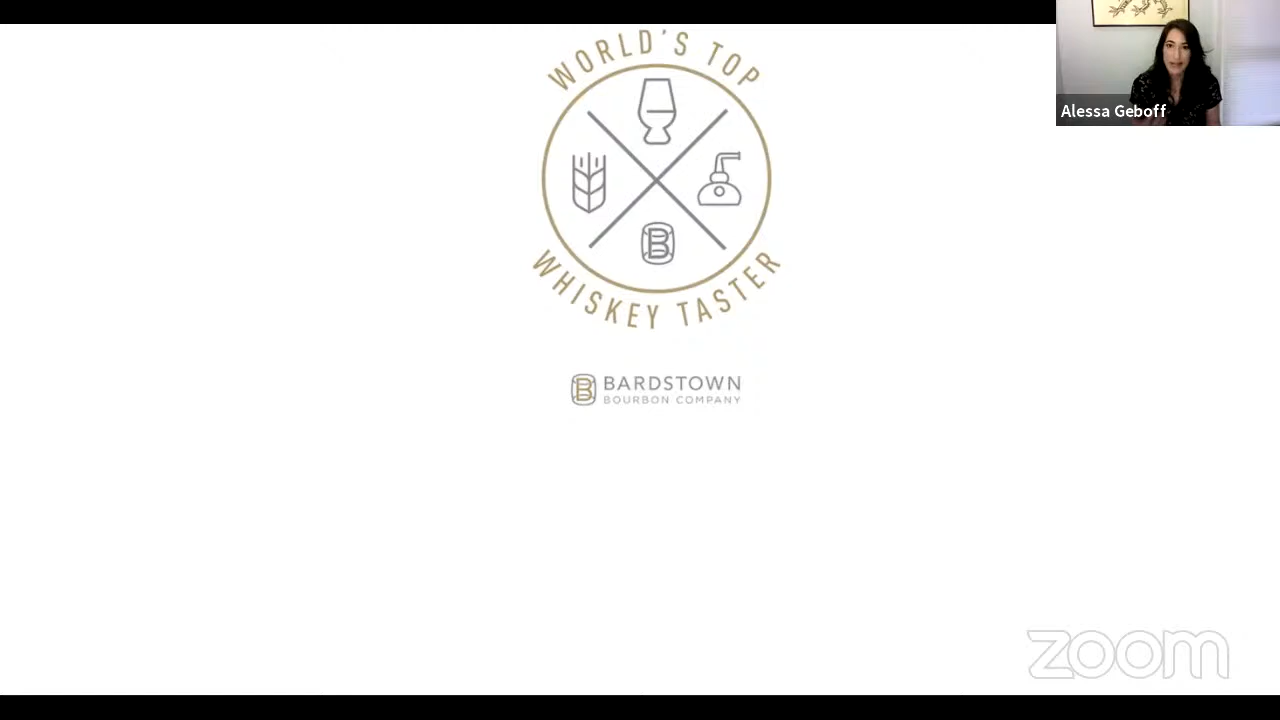 WORLD'S TOP
B
WHISKEY TASTER
B BARDSTOWN
BOURBON COMPANY
Alessa Geboff
zoom